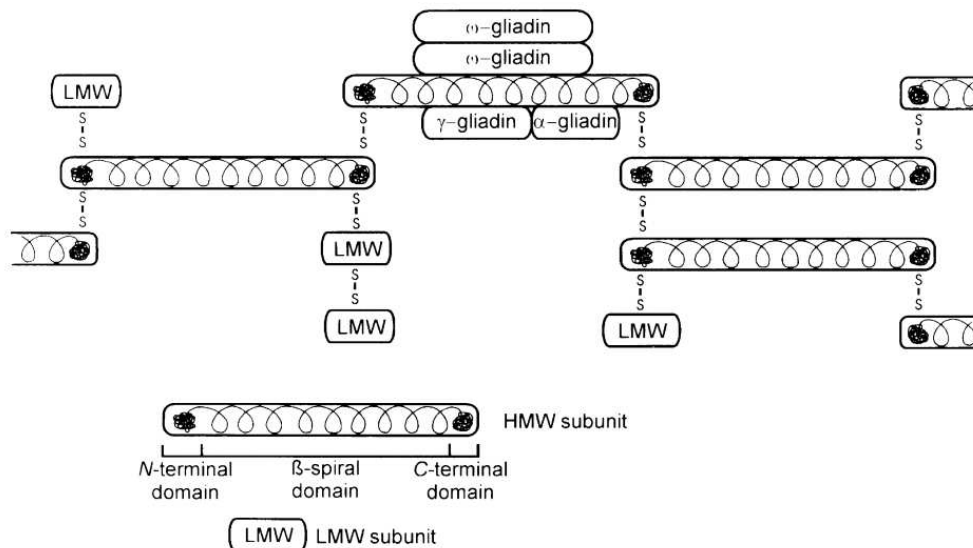 ω-gliadin
ω-gliadin
LMW
γ-gliadin
α-gliadin
S
S
S
S
S
S
S
S
S
S
S
S
S
S
LMW
S
S
S
S
LMW
LMW
S
S
HMW subunit
N-terminal
domain
ß-spiral
domain
C-terminal
domain
LMW
LMW subunit